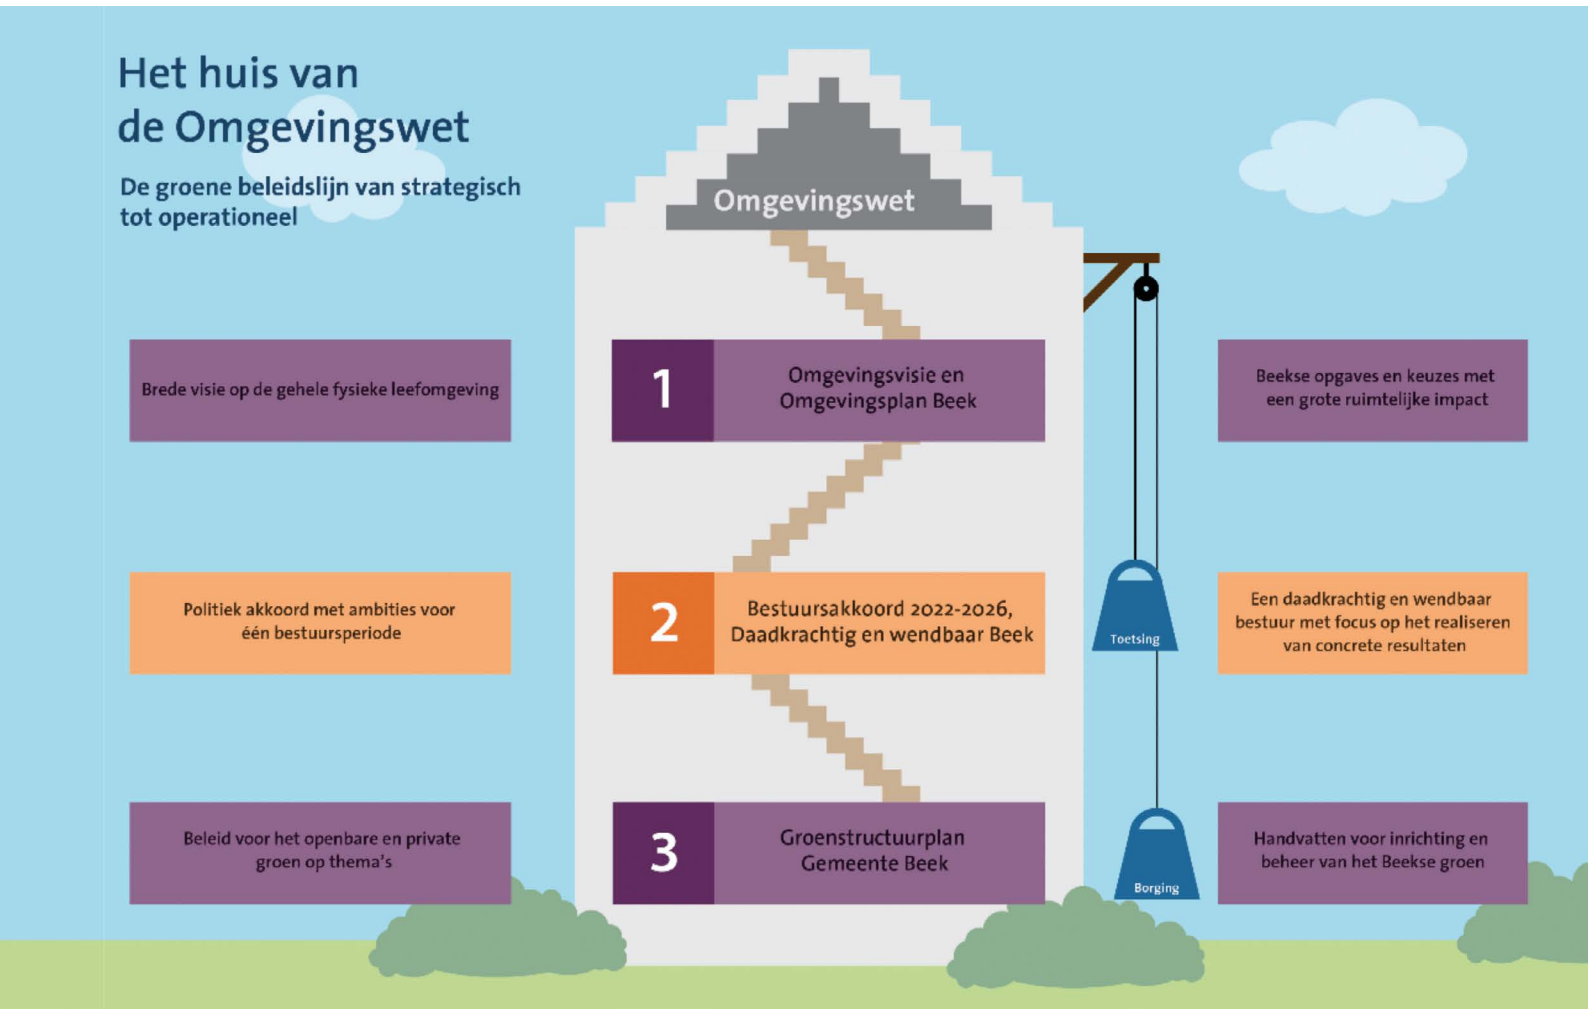 Het huis van
de Omgevingswet
De groene beleidslijn van strategisch
tot operationeel
Omgevingswet
Brede visie op de gehele fysieke leefomgeving
1
Omgevingsvisie en
Omgevingsplan Beek
Beekse opgaves en keuzes met
een grote ruimtelijke impact
Politiek akkoord met ambities voor
één bestuursperiode
2
Bestuursakkoord 2022-2026,
Daadkrachtig en wendbaar Beek
Toetsing
Een daadkrachtig en wendbaar
bestuur met focus op het realiseren
van concrete resultaten
Beleid voor het openbare en private
groen op thema's
3
Groenstructuurplan
Gemeente Beek
Borging
Handvatten voor inrichting en
beheer van het Beekse groen